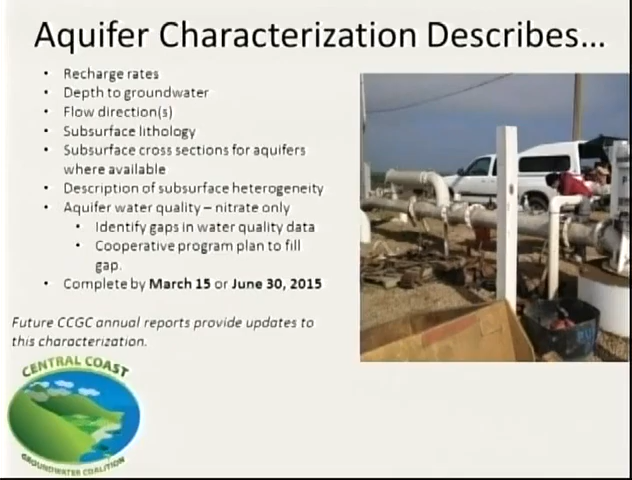 Aquifer Characterization Describes...
• Recharge rates
• Depth to groundwater
• Flow direction(s)
• Subsurface lithology
• Subsurface cross sections for aquifers
where available
• Description of subsurface heterogeneity
• Aquifer water quality – nitrate only
• Identify gaps in water quality data
• Cooperative program plan to fill
gap.
• Complete by March 15 or June 30, 2015
Future CCGC annual reports provide updates to
this characterization.
CENTRAL COAST
GROUNDWATER COALITION